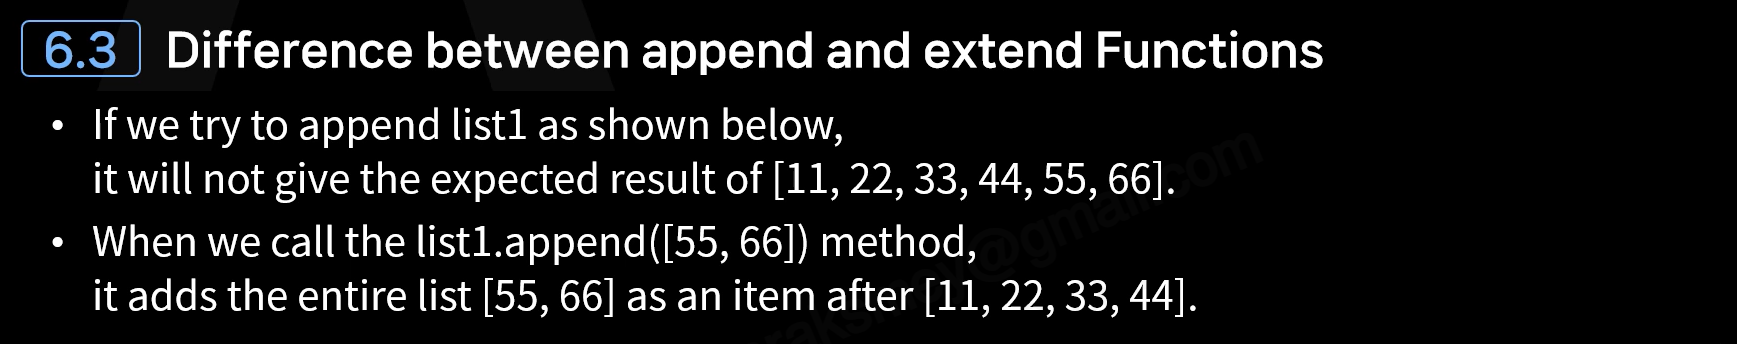 6.3 Difference between append and extend Functions
• If we try to append list1 as shown below,
it will not give the expected result of [11, 22, 33, 44, 55, 66].
• When we call the list1.append([55, 66]) method,
it adds the entire list [55, 66] as an item after [11, 22, 33, 44].